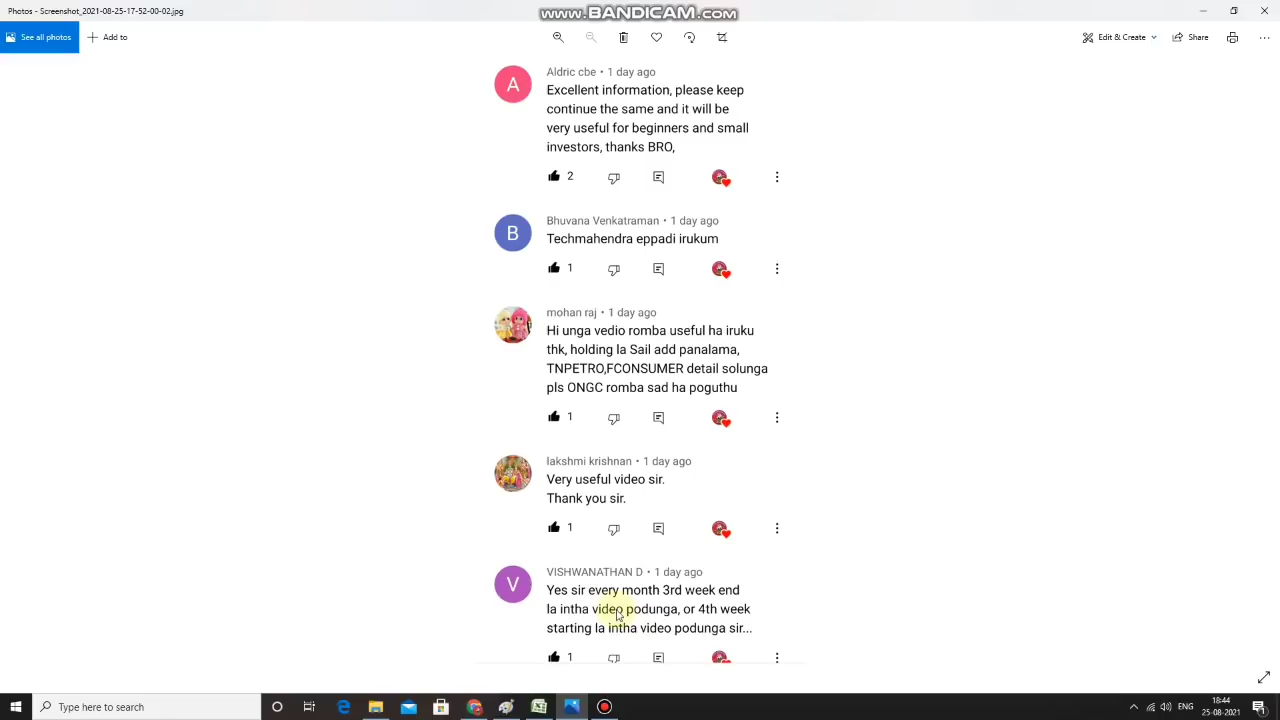 Photos - Screenshot_2021-08-25-17-52-00-02.jpg
www.BANDICAM.com
See all photos
Add to
Edit & Create
Share
A
Aldric cbe • 1 day ago
Excellent information, please keep
continue the same and it will be
very useful for beginners and small
investors, thanks BRO,
2
B
Bhuvana Venkatraman • 1 day ago
Techmahendra eppadi irukum
1
mohan raj • 1 day ago
Hi unga vedio romba useful ha iruku
thk, holding la Sail add panalama,
TNPETRO,FCONSUMER detail solunga
pls ONGC romba sad ha poguthu
1
lakshmi krishnan • 1 day ago
Very useful video sir.
Thank you sir.
1
V
VISHWANATHAN D • 1 day ago
Yes sir every month 3rd week end
la intha video podunga, or 4th week
starting la intha video podunga sir...
1
Type here to search
ENG
18:44
25-08-2021